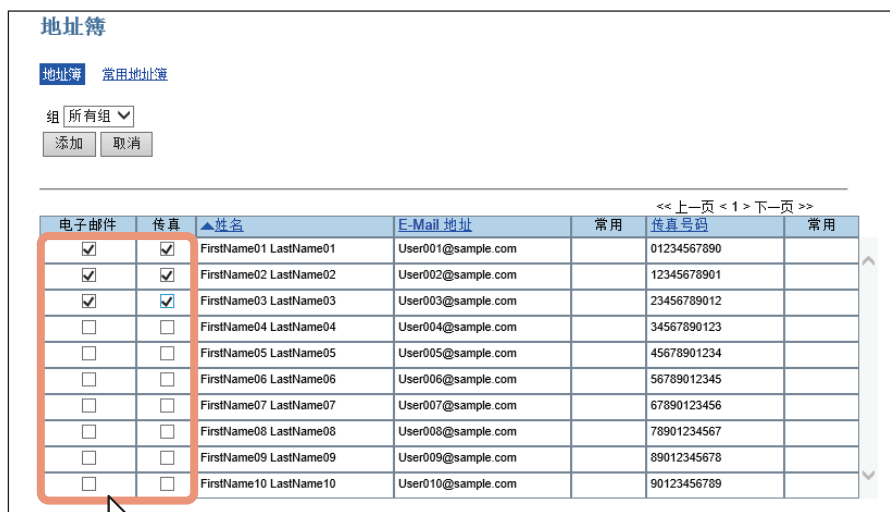 地址簿
地址簿 常用地址簿
组 所有组
添加 取消
<< 上一页 < 1 > 下一页 >>
电子邮件 传真 ▲姓名 E-Mail 地址 常用 传真号码 常用
FirstName01 LastName01 User001@sample.com 01234567890
FirstName02 LastName02 User002@sample.com 12345678901
FirstName03 LastName03 User003@sample.com 23456789012
FirstName04 LastName04 User004@sample.com 34567890123
FirstName05 LastName05 User005@sample.com 45678901234
FirstName06 LastName06 User006@sample.com 56789012345
FirstName07 LastName07 User007@sample.com 67890123456
FirstName08 LastName08 User008@sample.com 78901234567
FirstName09 LastName09 User009@sample.com 89012345678
FirstName10 LastName10 User010@sample.com 90123456789